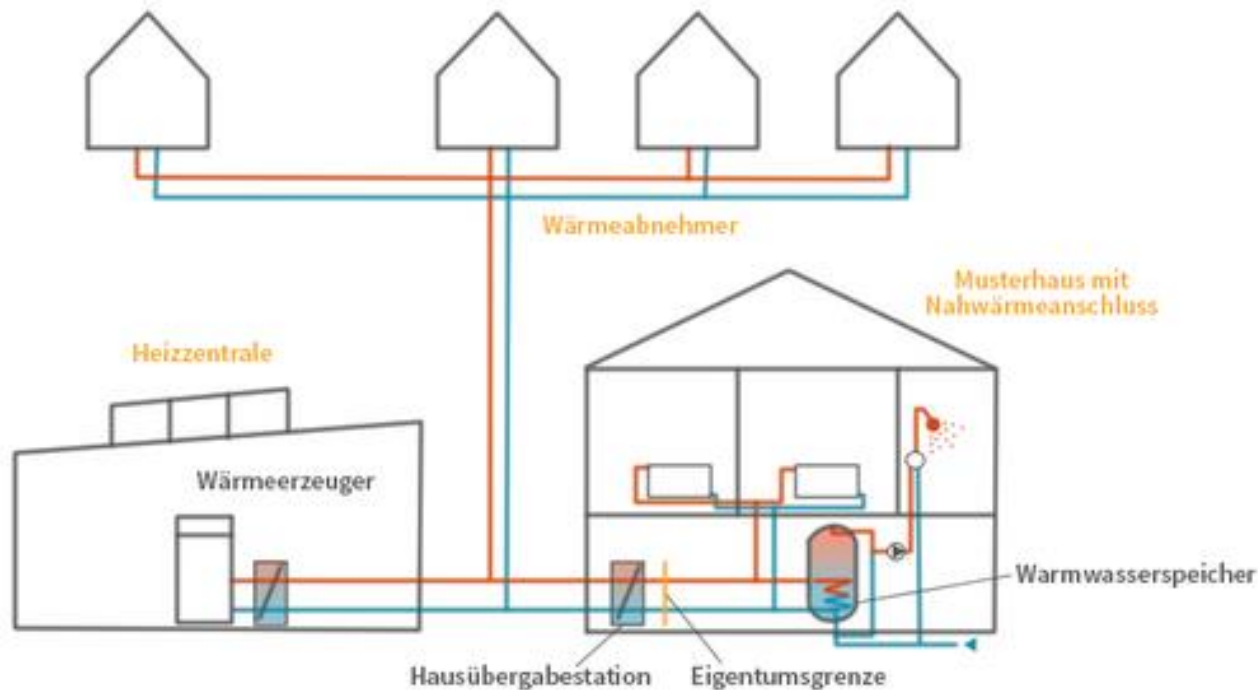 Wärmeabnehmer
Musterhaus mit
Nahwärmeanschluss
Heizzentrale
Wärmeerzeuger
Warmwasserspeicher
Hausübergabestation
Eigentumsgrenze